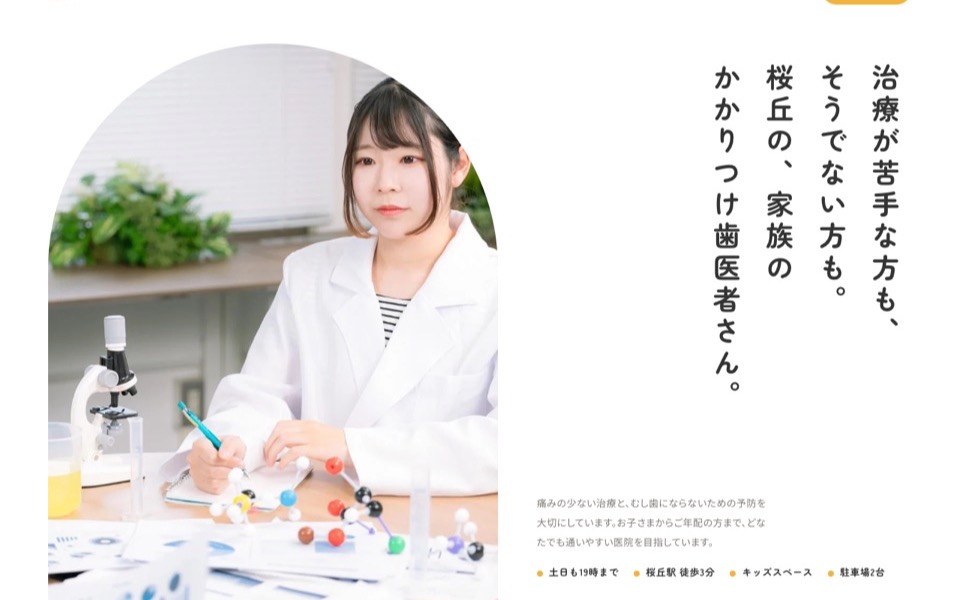 治療が苦手な方も、
そうでない方も。
桜丘の、家族の
かかりつけ歯医者さん。
痛みの少ない治療と、むし歯にならないための予防を
大切にしています。お子さまからご年配の方まで、どな
たでも通いやすい医院を目指しています。
土日も19時まで
桜丘駅 徒歩3分
キッズスペース
駐車場2台